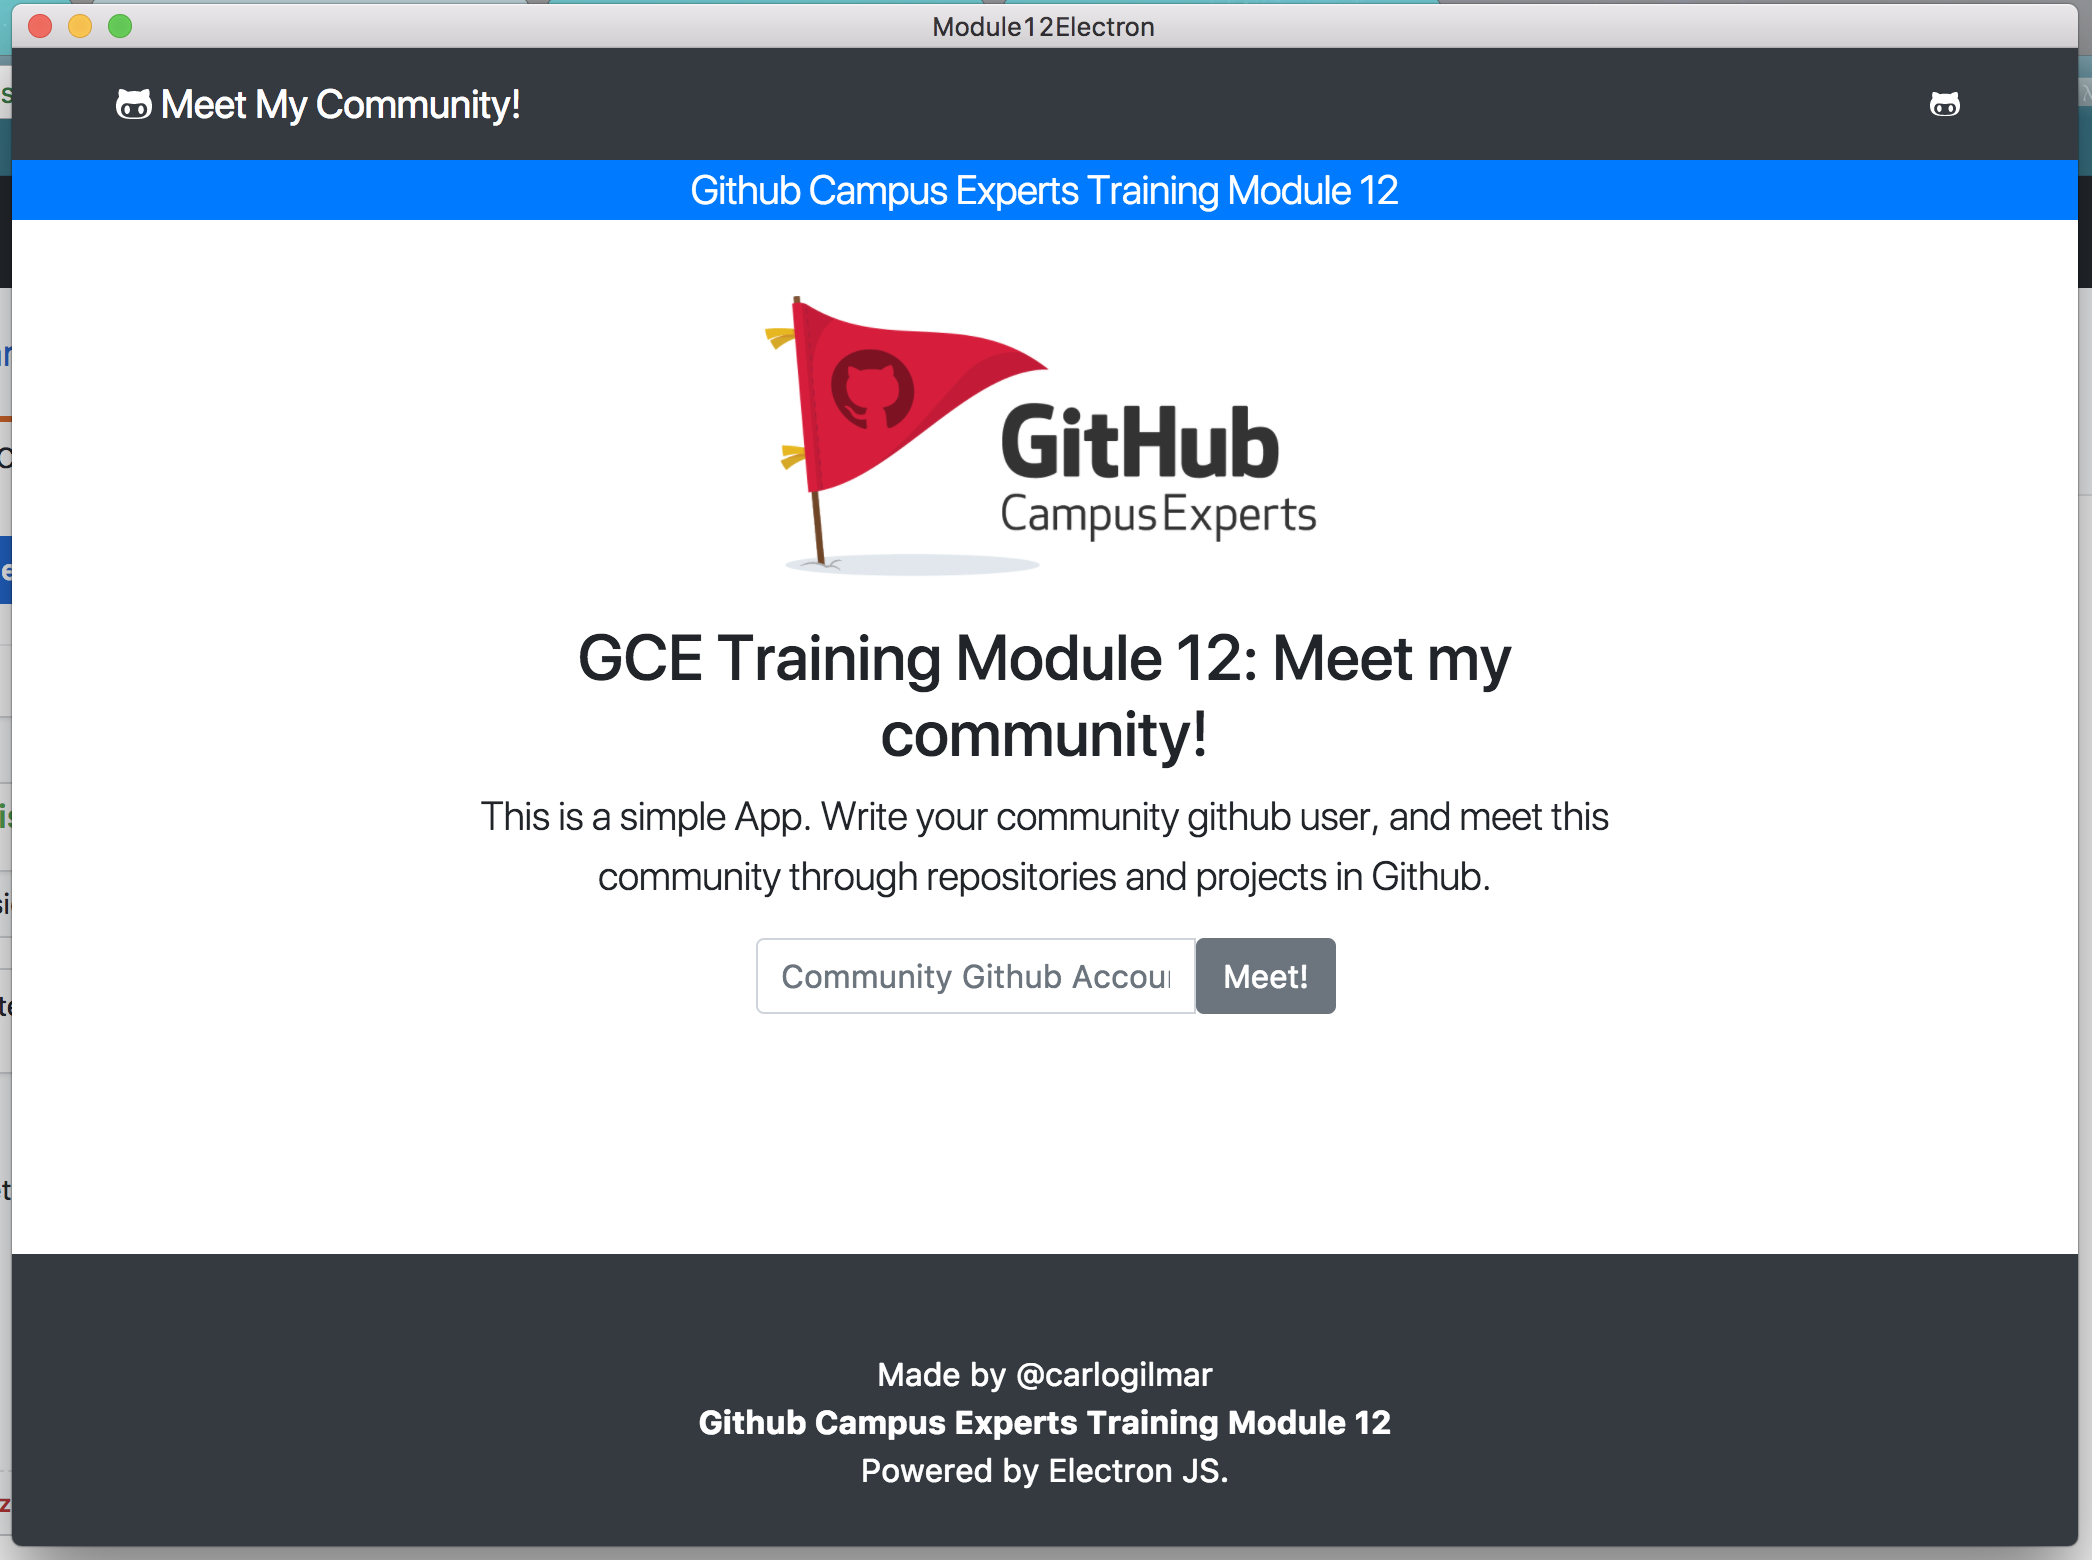 Module12Electron
Meet My Community!
Github Campus Experts Training Module 12
GitHub
Campus Experts
GCE Training Module 12: Meet my
community!
This is a simple App. Write your community github user, and meet this
community through repositories and projects in Github.
Community Github Accou
Meet!
Made by @carlogilmar
Github Campus Experts Training Module 12
Powered by Electron JS.